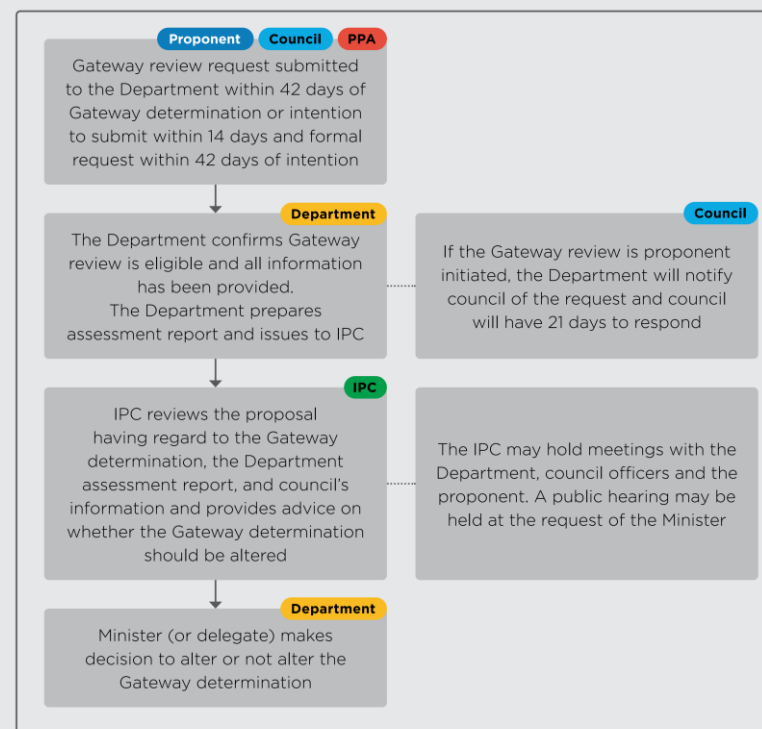 Proponent Council PPA
Gateway review request submitted
to the Department within 42 days of
Gateway determination or intention
to submit within 14 days and formal
request within 42 days of intention
Department
The Department confirms Gateway
review is eligible and all information
has been provided.
The Department prepares
assessment report and issues to IPC
Council
If the Gateway review is proponent
initiated, the Department will notify
council of the request and council
will have 21 days to respond
IPC
IPC reviews the proposal
having regard to the Gateway
determination, the Department
assessment report, and council’s
information and provides advice on
whether the Gateway determination
should be altered
The IPC may hold meetings with the
Department, council officers and the
proponent. A public hearing may be
held at the request of the Minister
Department
Minister (or delegate) makes
decision to alter or not alter the
Gateway determination